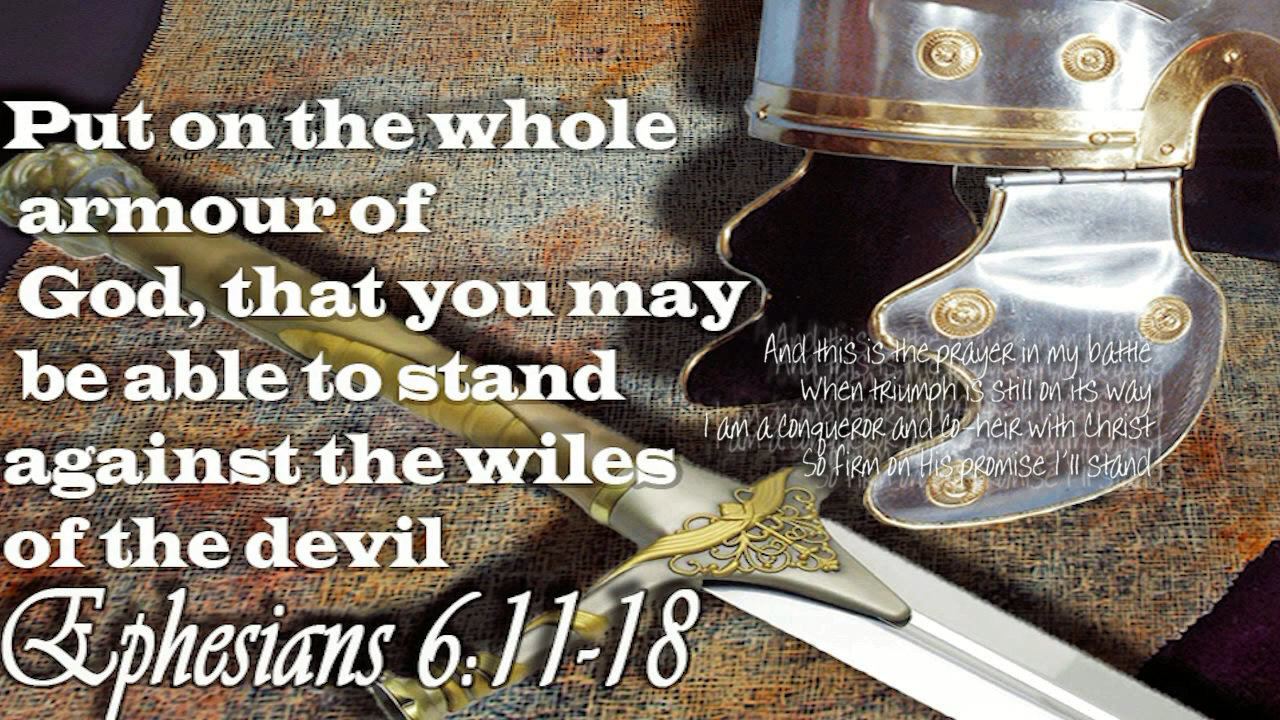 Put on the whole
armour of
God, that you may
be able to stand
against the wiles
of the devil
Ephesians 6:11-18
And this is the prayer in my battle
When triumph is still on its way
I am a conqueror and co-heir with Christ
So firm on His promise I'll stand